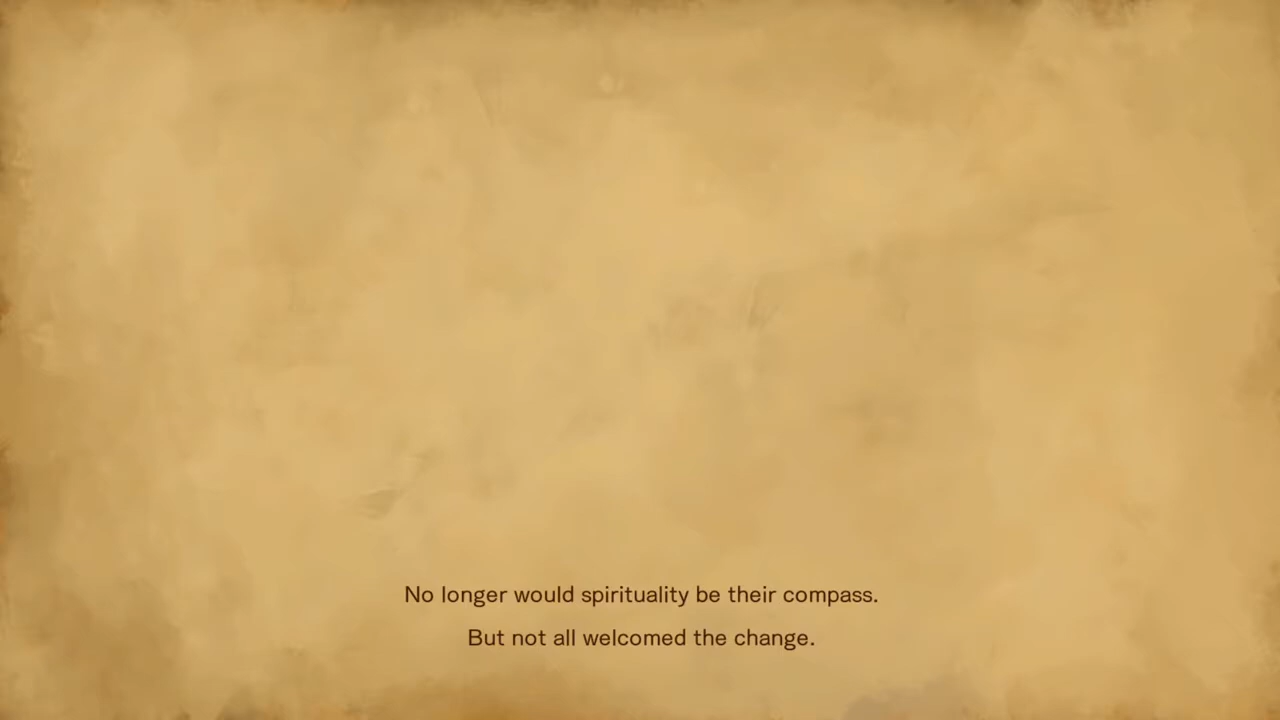 No longer would spirituality be their compass.
But not all welcomed the change.